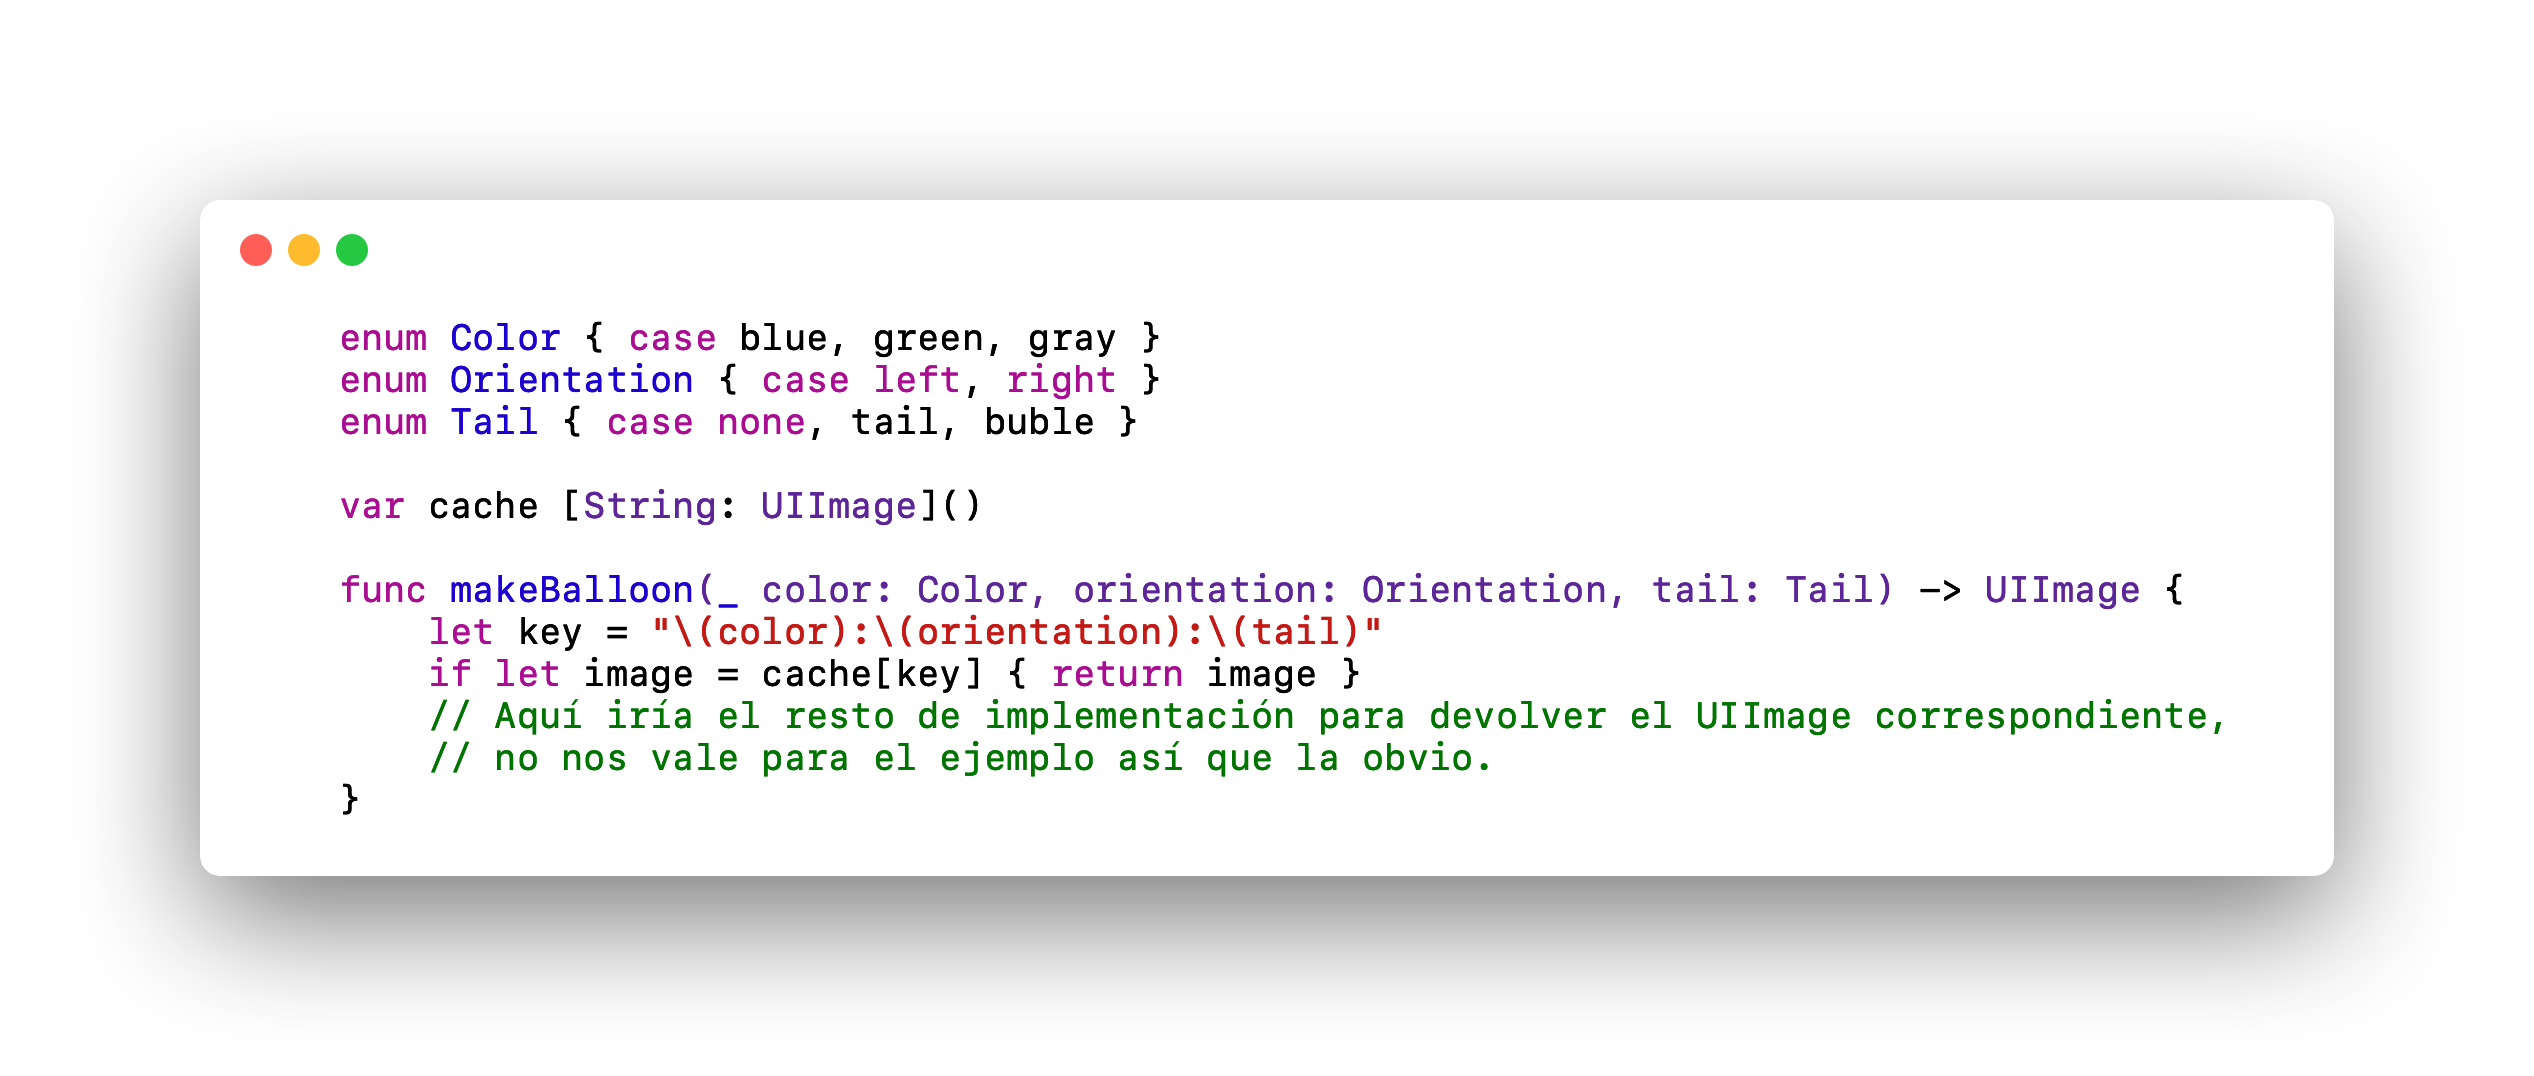 enum Color { case blue, green, gray }
enum Orientation { case left, right }
enum Tail { case none, tail, buble }
var cache [String: UIImage]()
func makeBalloon(_ color: Color, orientation: Orientation, tail: Tail) -> UIImage {
let key = "\(color):\(orientation):\(tail)"
if let image = cache[key] { return image }
// Aquí iría el resto de implementación para devolver el UIImage correspondiente,
// no nos vale para el ejemplo así que la obvio.
}